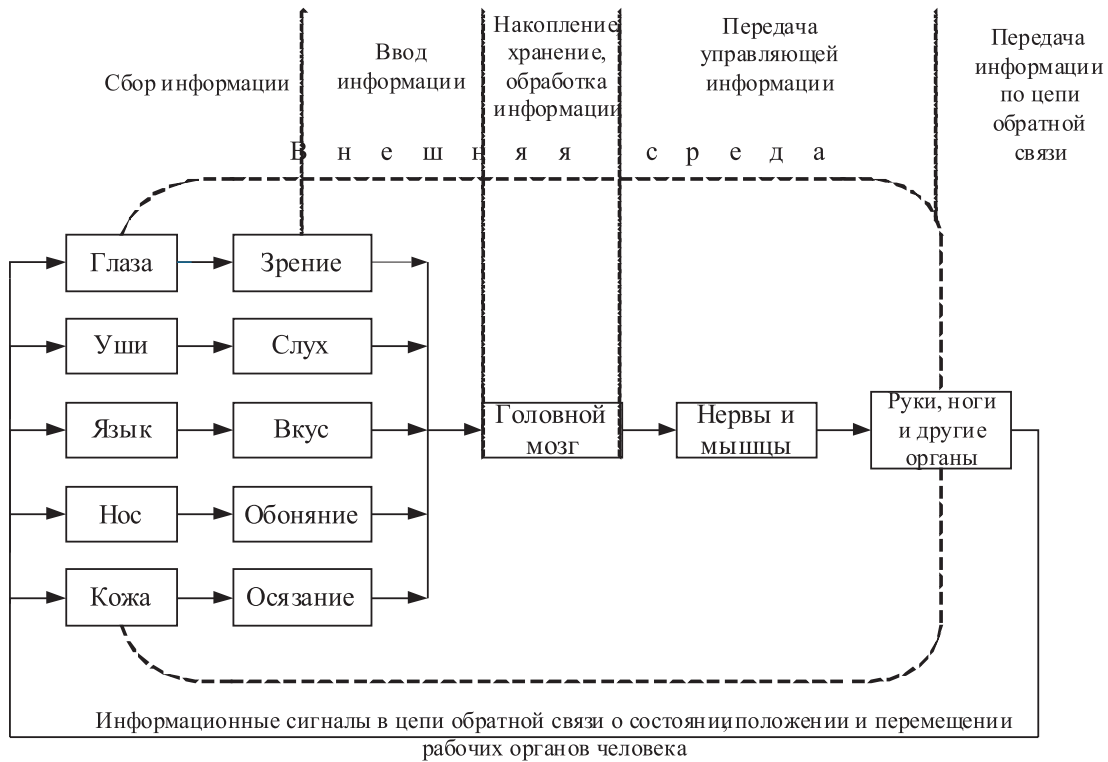 Сбор информации
Ввод
информации
Накопление
хранение,
обработка
информации
Передача
управляющей
информации
Передача
информации
по цепи
обратной
связи
Внешняя среда
Глаза
Зрение
Уши
Слух
Язык
Вкус
Нос
Обоняние
Кожа
Осязание
Головной
мозг
Нервы и
мышцы
Руки, ноги
и другие
органы
Информационные сигналы в цепи обратной связи о состоянии, положении и перемещении
рабочих органов человека